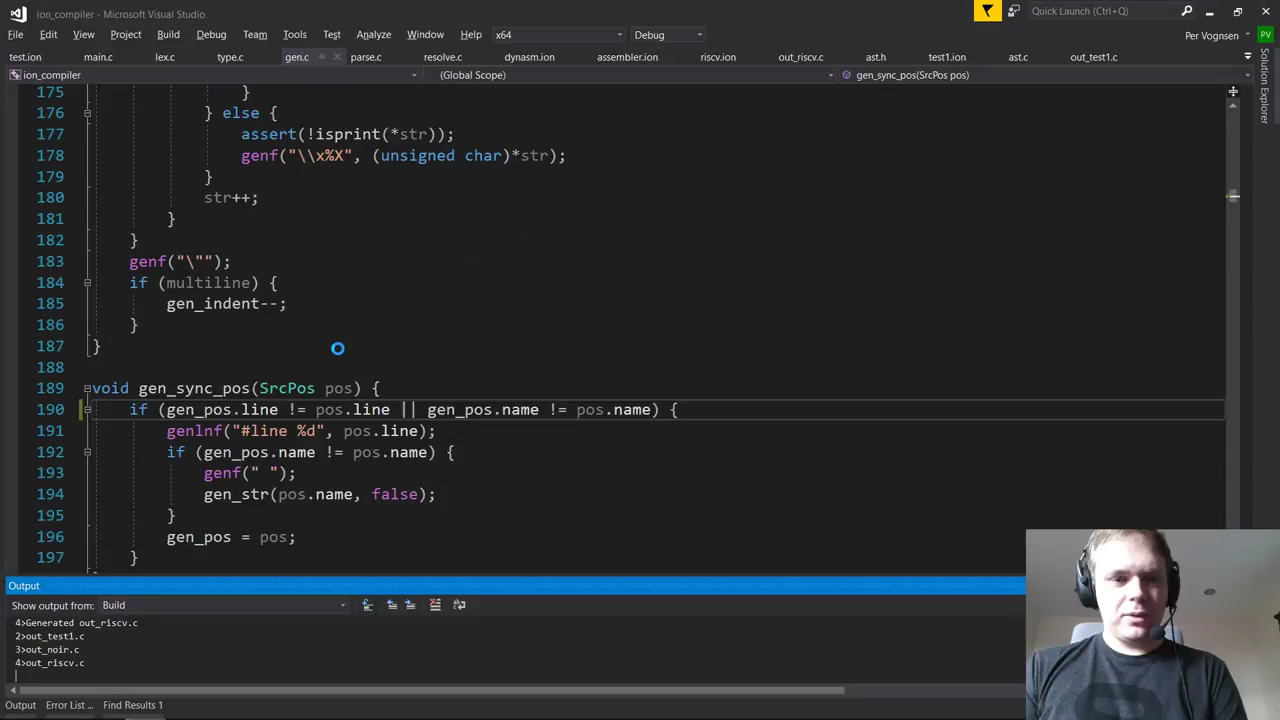 ion_compiler - Microsoft Visual Studio
Quick Launch (Ctrl+Q)
File Edit View Project Build Debug Team Tools Test Analyze Window Help x64 Debug
Per Vognsen PV
test.ion main.c lex.c type.c gen.c parse.c resolve.c dynasm.ion assembler.ion riscv.ion out_riscv.c ast.h test1.ion ast.c out_test1.c
ion_compiler (Global Scope) gen_sync_pos(SrcPos pos)
Solution Explorer
175 }
176 } else {
177 assert(!isprint(*str));
178 genf("\\x%X", (unsigned char)*str);
179 }
180 str++;
181 }
182 }
183 genf("\"");
184 if (multiline) {
185 gen_indent--;
186 }
187 }
188
189 void gen_sync_pos(SrcPos pos) {
190 if (gen_pos.line != pos.line || gen_pos.name != pos.name) {
191 genlnf("#line %d", pos.line);
192 if (gen_pos.name != pos.name) {
193 genf(" ");
194 gen_str(pos.name, false);
195 }
196 gen_pos = pos;
197 }
Output
Show output from: Build
4>Generated out_riscv.c
2>out_test1.c
3>out_noir.c
4>out_riscv.c
Output Error List ... Find Results 1